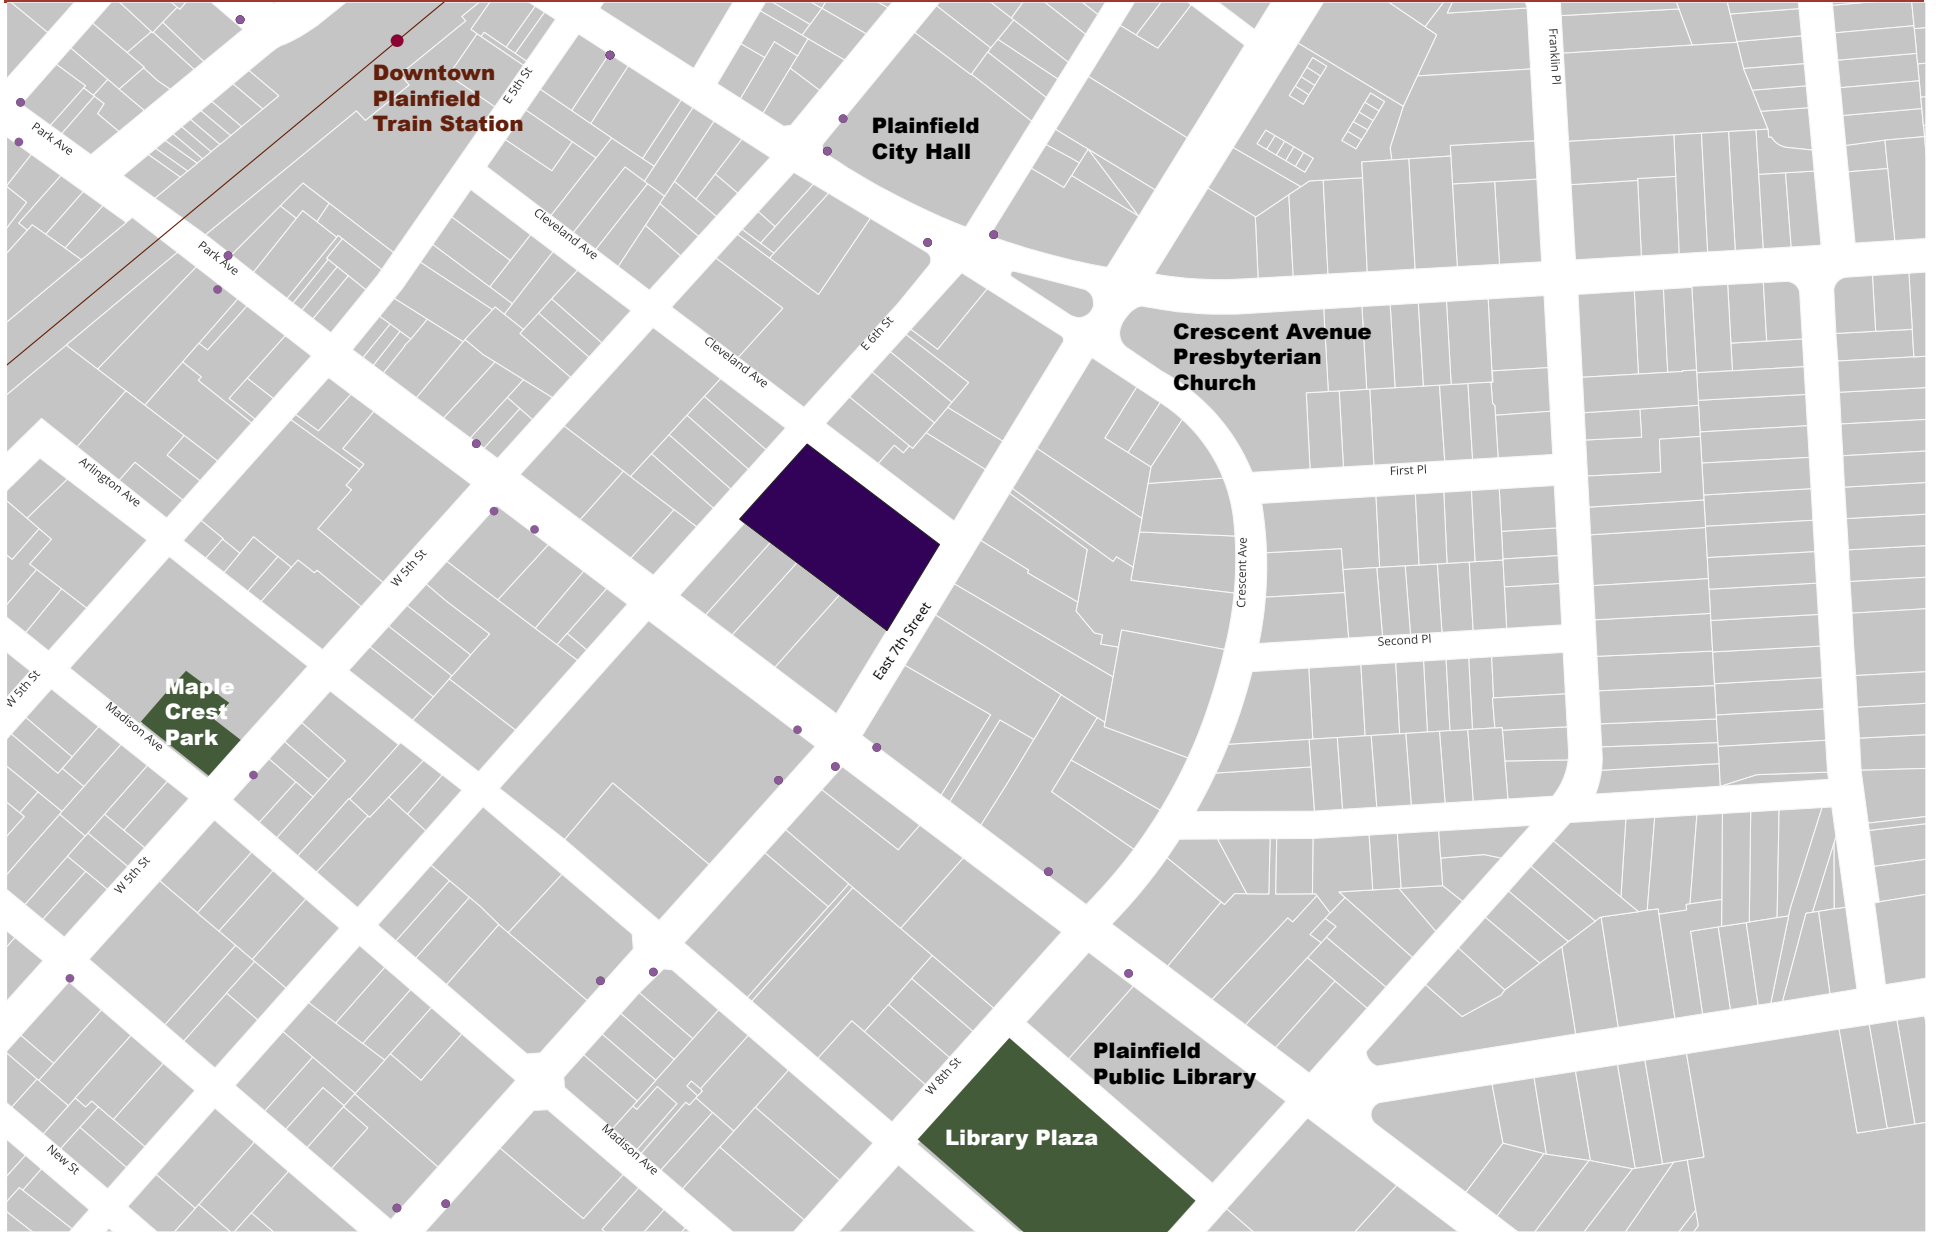 Downtown
Plainfield
Train Station
E 5th St
Franklin Pl
Park Ave
Plainfield
City Hall
Cleveland Ave
Park Ave
E 6th St
Cleveland Ave
Crescent Avenue
Presbyterian
Church
Arlington Ave
First Pl
W 5th St
Crescent Ave
East 7th Street
Second Pl
W 5th St
Maple
Crest
Park
Madison Ave
W 5th St
Plainfield
Public Library
W 8th St
Library Plaza
Madison Ave
New St